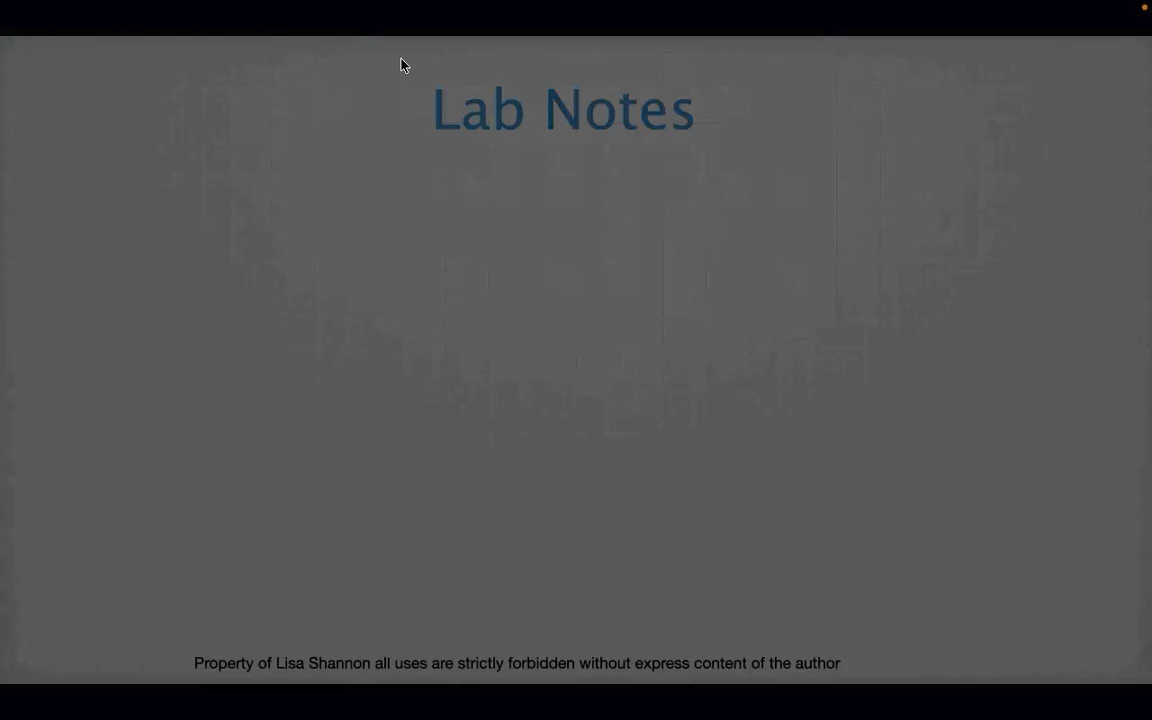 Lab Notes
Property of Lisa Shannon all uses are strictly forbidden without express content of the author